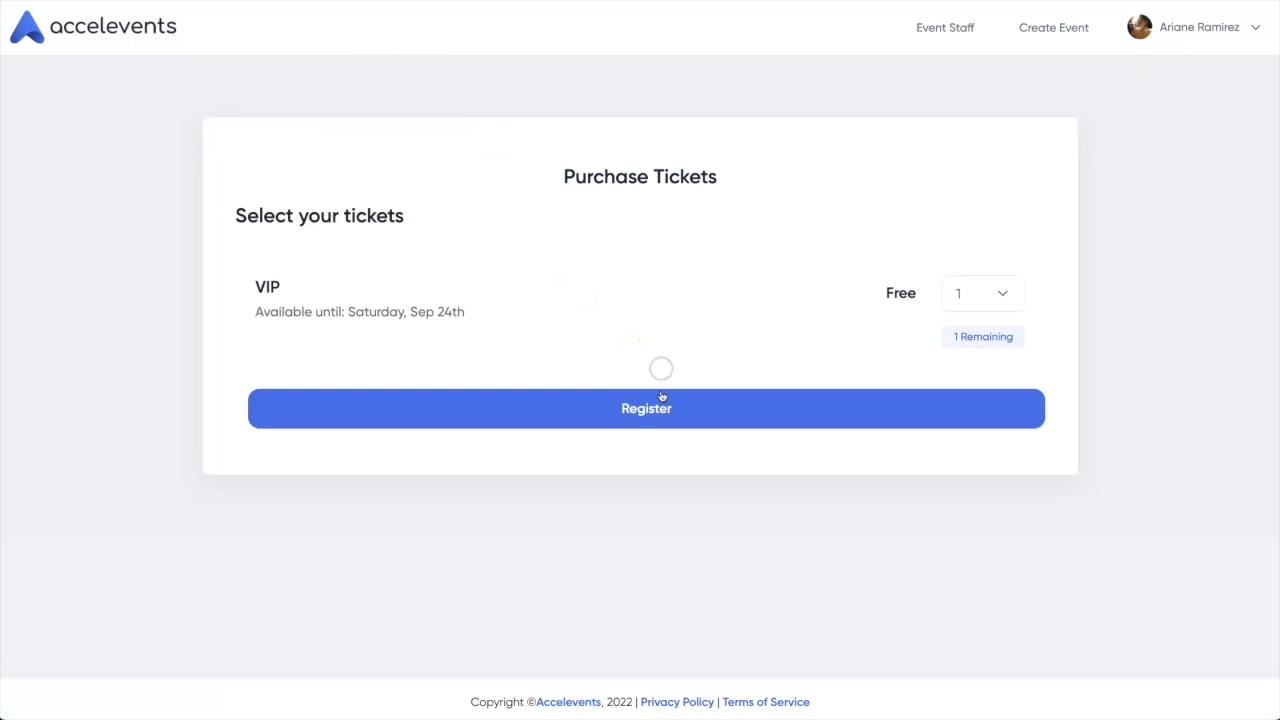 accelevents
Event Staff
Create Event
Ariane Ramirez
Purchase Tickets
Select your tickets
VIP
Available until: Saturday, Sep 24th
Free
1
1 Remaining
Register
Copyright ©Accelevents, 2022 | Privacy Policy | Terms of Service